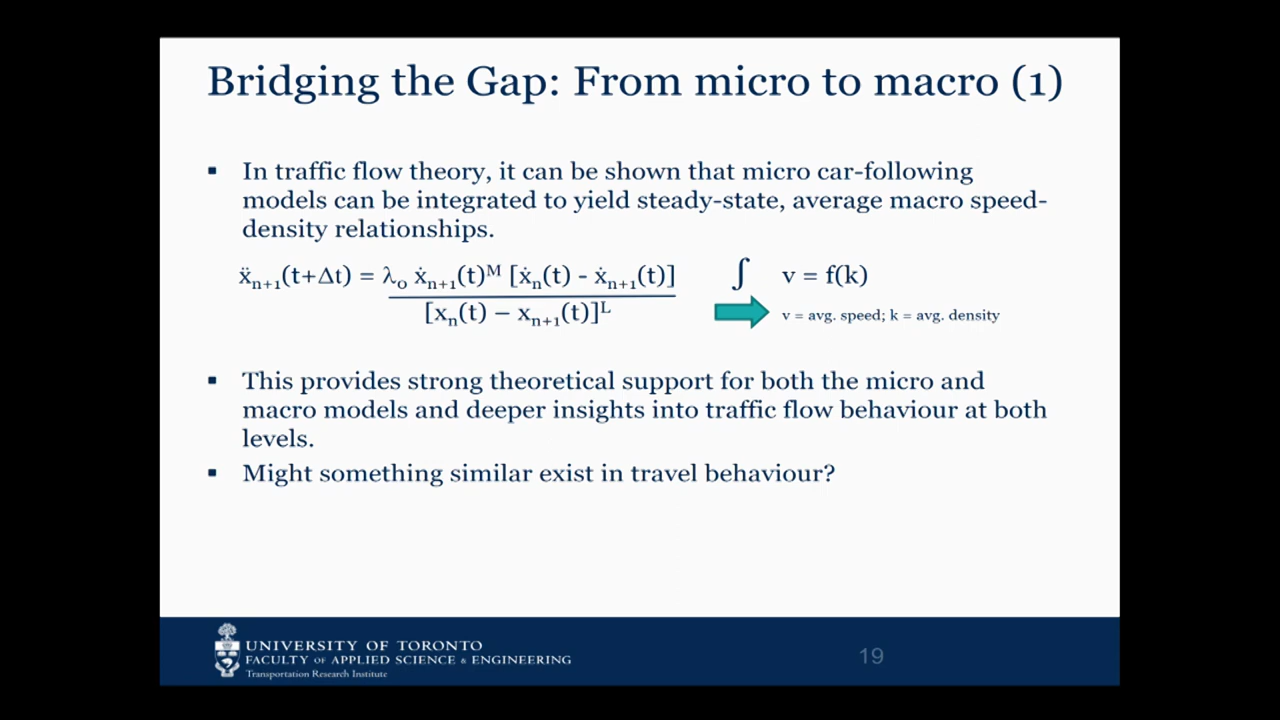 Bridging the Gap: From micro to macro (1)
▪ In traffic flow theory, it can be shown that micro car-following
models can be integrated to yield steady-state, average macro speed-
density relationships.
ẍₙ₊₁(t+Δt) = λₒ ẋₙ₊₁(t)ᴹ [ẋₙ(t) - ẋₙ₊₁(t)] ∫ v = f(k)
[xₙ(t) – xₙ₊₁(t)]ᴸ v = avg. speed; k = avg. density
▪ This provides strong theoretical support for both the micro and
macro models and deeper insights into traffic flow behaviour at both
levels.
▪ Might something similar exist in travel behaviour?
UNIVERSITY OF TORONTO
FACULTY OF APPLIED SCIENCE & ENGINEERING
Transportation Research Institute
19